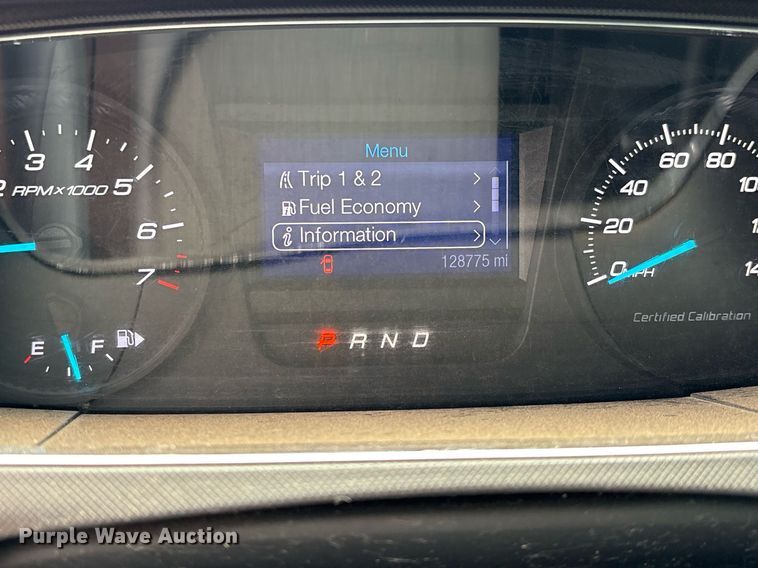 Menu
Trip 1 & 2
Fuel Economy
i Information
128775 mi
P R N D
2 3 4 5 6 7
RPMX1000
E F
0 20 40 60 80
MPH
Certified Calibration
Purple Wave Auction®